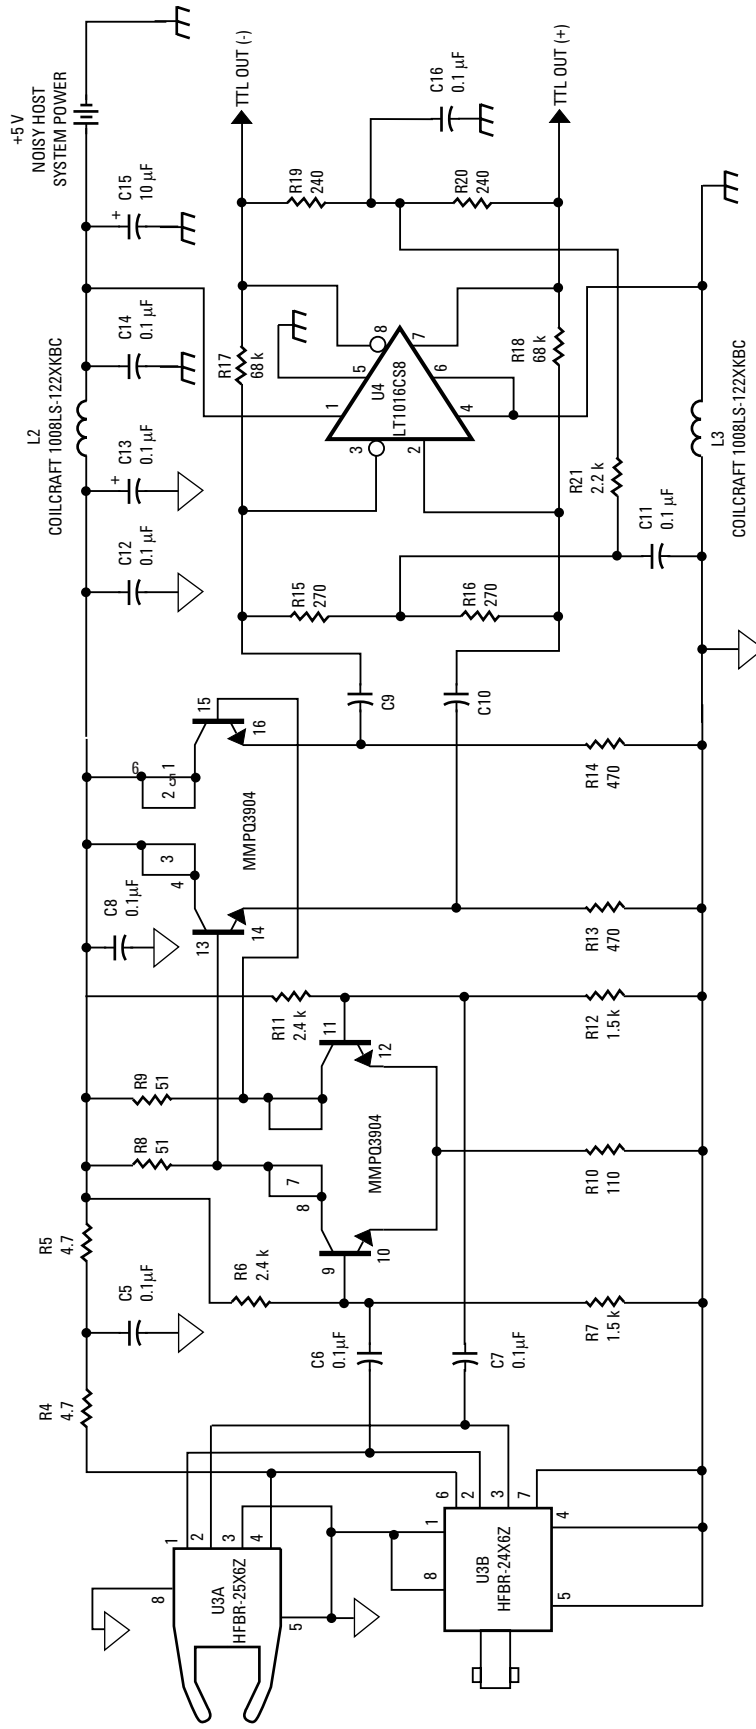 +5 V
NOISY HOST
SYSTEM POWER
TTL OUT (-)
C16
0.1 µF
TTL OUT (+)
C15
10 µF
+
R19
240
R20
240
L2
COILCRAFT 1008LS-122XKBC
C14
0.1 µF
R17
68 k
5
8
1
U4
LT1016CS8
7
6
4
3
2
R18
68 k
C13
0.1 µF
+
R21
2.2 k
L3
COILCRAFT 1008LS-122XKBC
C12
0.1 µF
C11
0.1 µF
R15
270
R16
270
C9
C10
15
16
6
1
2
5
R14
470
MMPQ3904
3
4
C8
0.1µF
13
14
R13
470
R11
2.4 k
R12
1.5 k
11
12
R9
51
MMPQ3904
R8
51
7
8
R10
110
R5
4.7
9
10
R6
2.4 k
C5
0.1µF
R7
1.5 k
C6
0.1µF
C7
0.1µF
R4
4.7
1
2
3
4
8
5
U3A
HFBR-25X6Z
6
2
3
7
1
8
4
5
U3B
HFBR-24X6Z